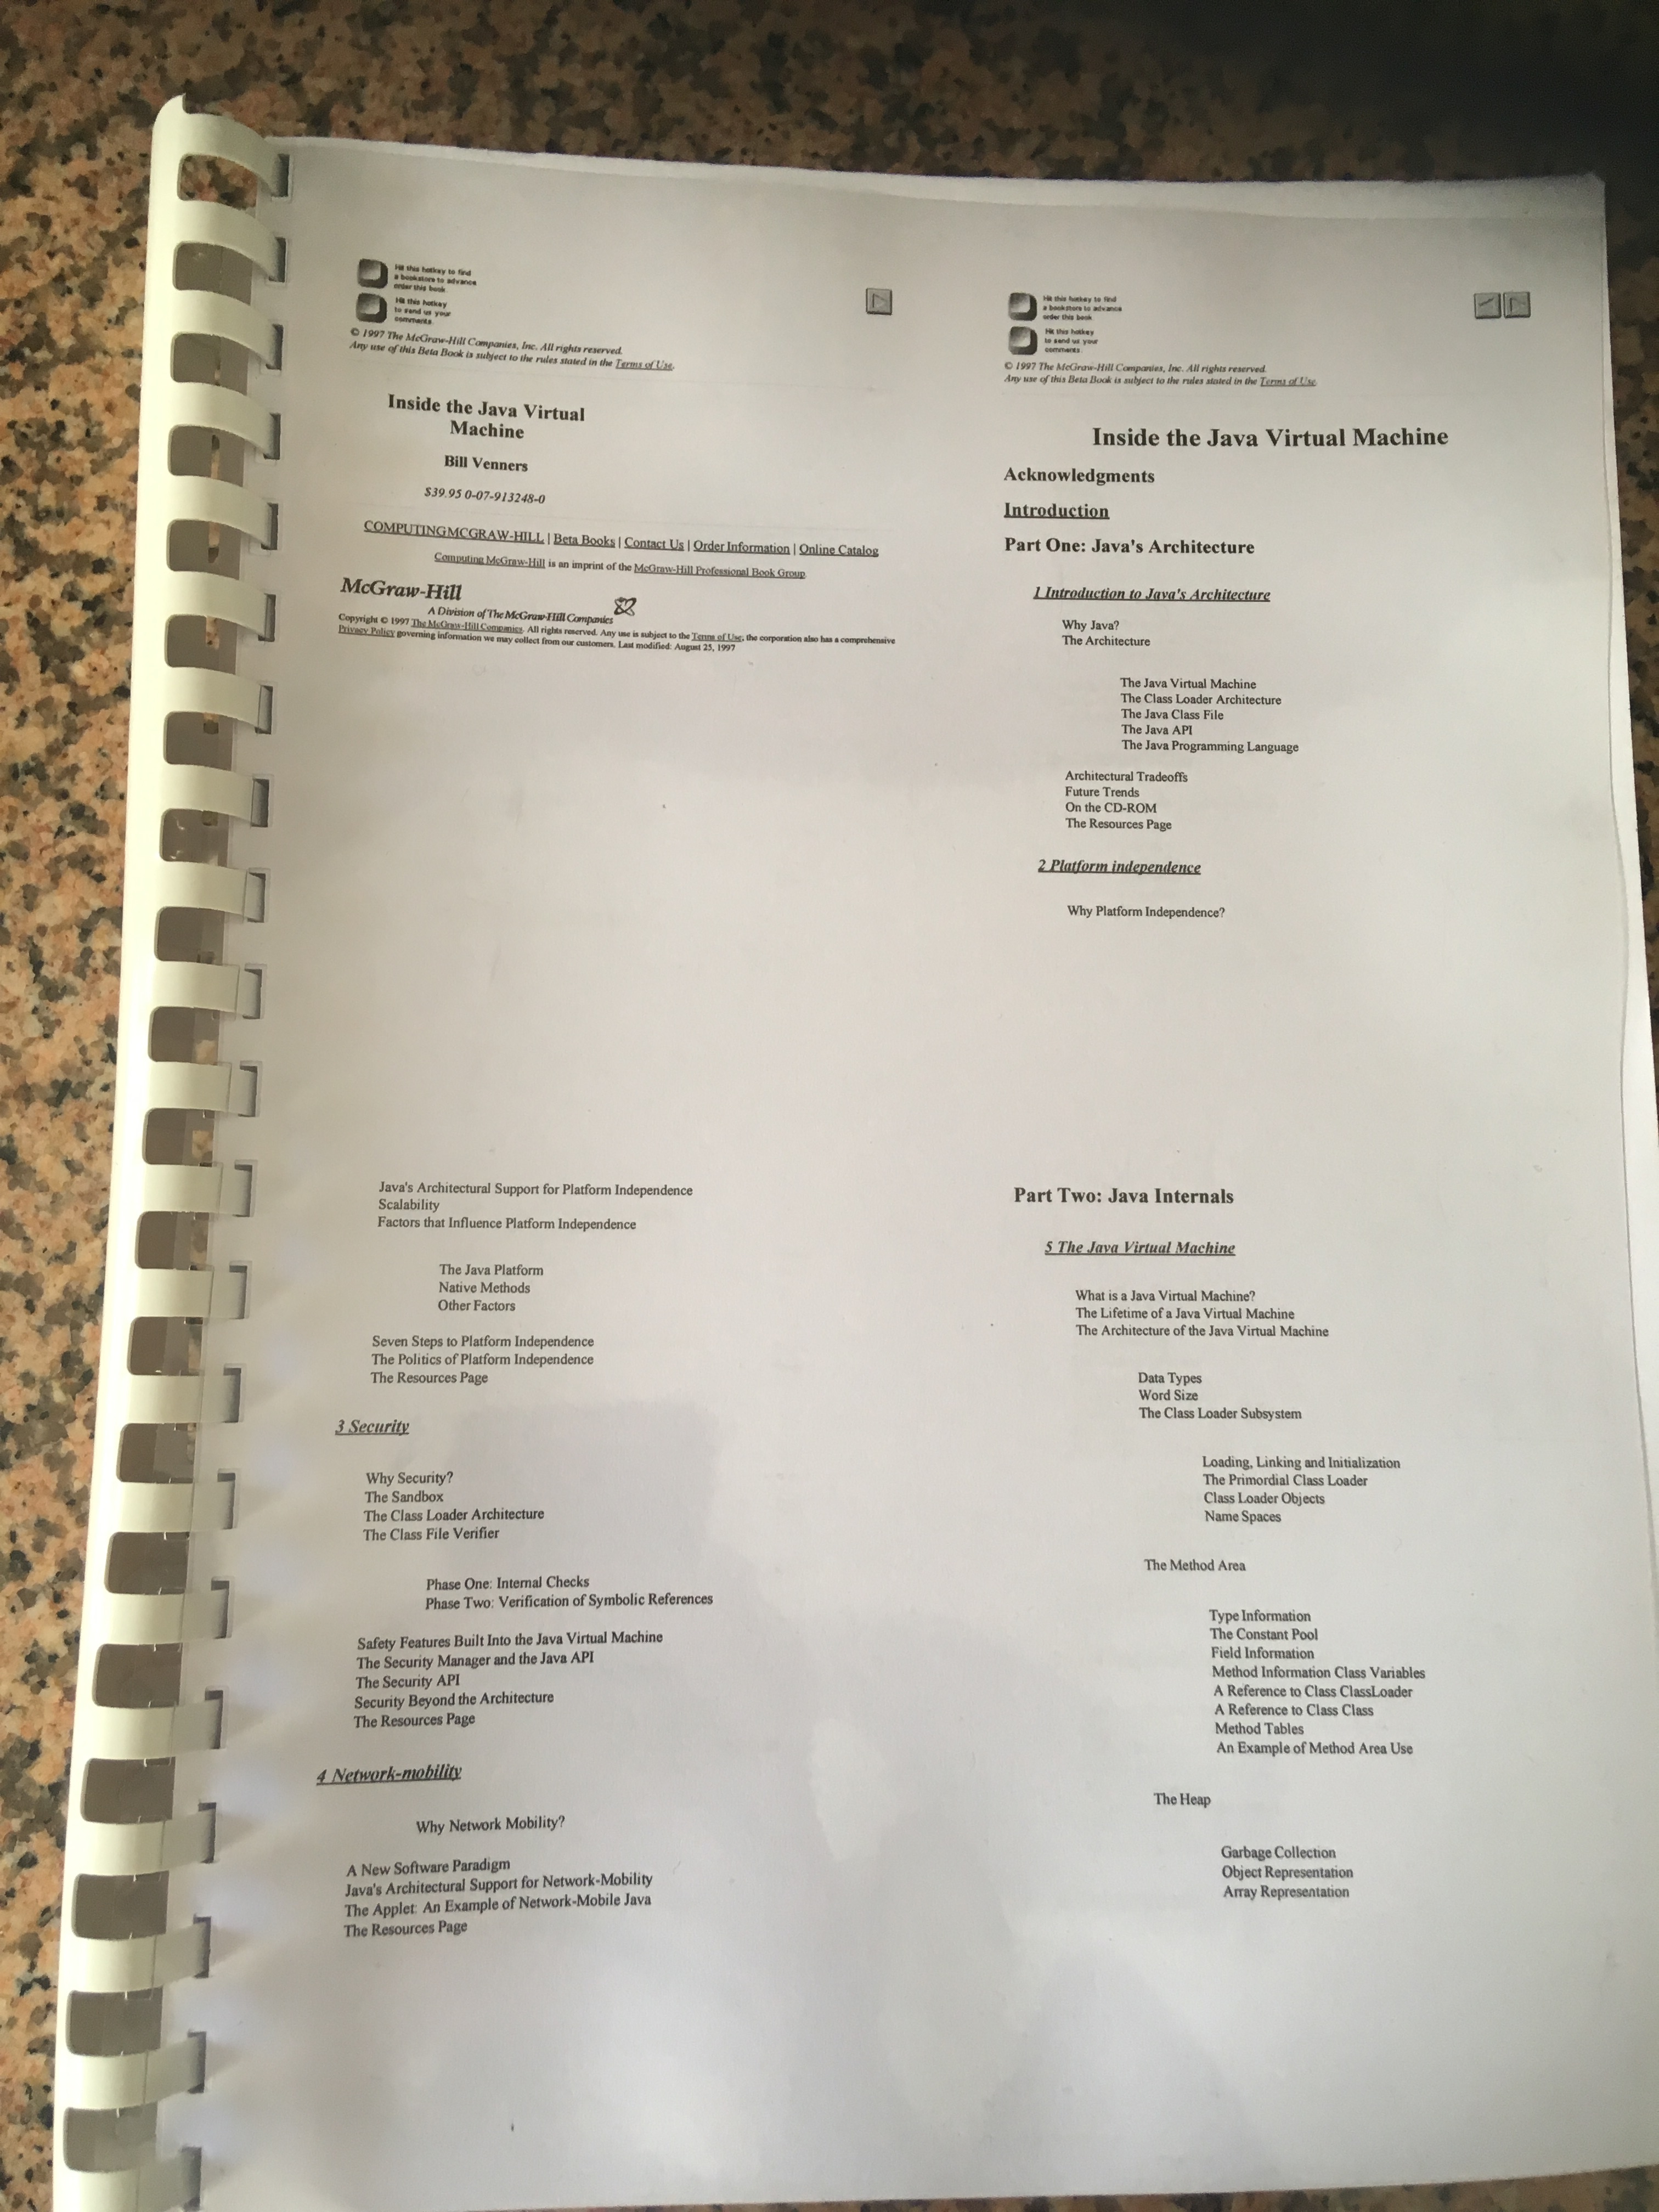 Hit this hotkey to find
a bookstore to advance
order this book.
Hit this hotkey
to send us your
comments.
© 1997 The McGraw-Hill Companies, Inc. All rights reserved.
Any use of this Beta Book is subject to the rules stated in the Terms of Use.
Inside the Java Virtual
Machine
Bill Venners
$39.95 0-07-913248-0
COMPUTINGMCGRAW-HILL | Beta Books | Contact Us | Order Information | Online Catalog
Computing McGraw-Hill is an imprint of the McGraw-Hill Professional Book Group.
McGraw-Hill
A Division of The McGraw-Hill Companies
Copyright © 1997 The McGraw-Hill Companies. All rights reserved. Any use is subject to the Terms of Use; the corporation also has a comprehensive
Privacy Policy governing information we may collect from our customers. Last modified: August 25, 1997
Hit this hotkey to find
a bookstore to advance
order this book.
Hit this hotkey
to send us your
comments.
© 1997 The McGraw-Hill Companies, Inc. All rights reserved.
Any use of this Beta Book is subject to the rules stated in the Terms of Use.
Inside the Java Virtual Machine
Acknowledgments
Introduction
Part One: Java's Architecture
1 Introduction to Java's Architecture
Why Java?
The Architecture
The Java Virtual Machine
The Class Loader Architecture
The Java Class File
The Java API
The Java Programming Language
Architectural Tradeoffs
Future Trends
On the CD-ROM
The Resources Page
2 Platform independence
Why Platform Independence?
Java's Architectural Support for Platform Independence
Scalability
Factors that Influence Platform Independence
The Java Platform
Native Methods
Other Factors
Seven Steps to Platform Independence
The Politics of Platform Independence
The Resources Page
3 Security
Why Security?
The Sandbox
The Class Loader Architecture
The Class File Verifier
Phase One: Internal Checks
Phase Two: Verification of Symbolic References
Safety Features Built Into the Java Virtual Machine
The Security Manager and the Java API
The Security API
Security Beyond the Architecture
The Resources Page
4 Network-mobility
Why Network Mobility?
A New Software Paradigm
Java's Architectural Support for Network-Mobility
The Applet: An Example of Network-Mobile Java
The Resources Page
Part Two: Java Internals
5 The Java Virtual Machine
What is a Java Virtual Machine?
The Lifetime of a Java Virtual Machine
The Architecture of the Java Virtual Machine
Data Types
Word Size
The Class Loader Subsystem
Loading, Linking and Initialization
The Primordial Class Loader
Class Loader Objects
Name Spaces
The Method Area
Type Information
The Constant Pool
Field Information
Method Information Class Variables
A Reference to Class ClassLoader
A Reference to Class Class
Method Tables
An Example of Method Area Use
The Heap
Garbage Collection
Object Representation
Array Representation